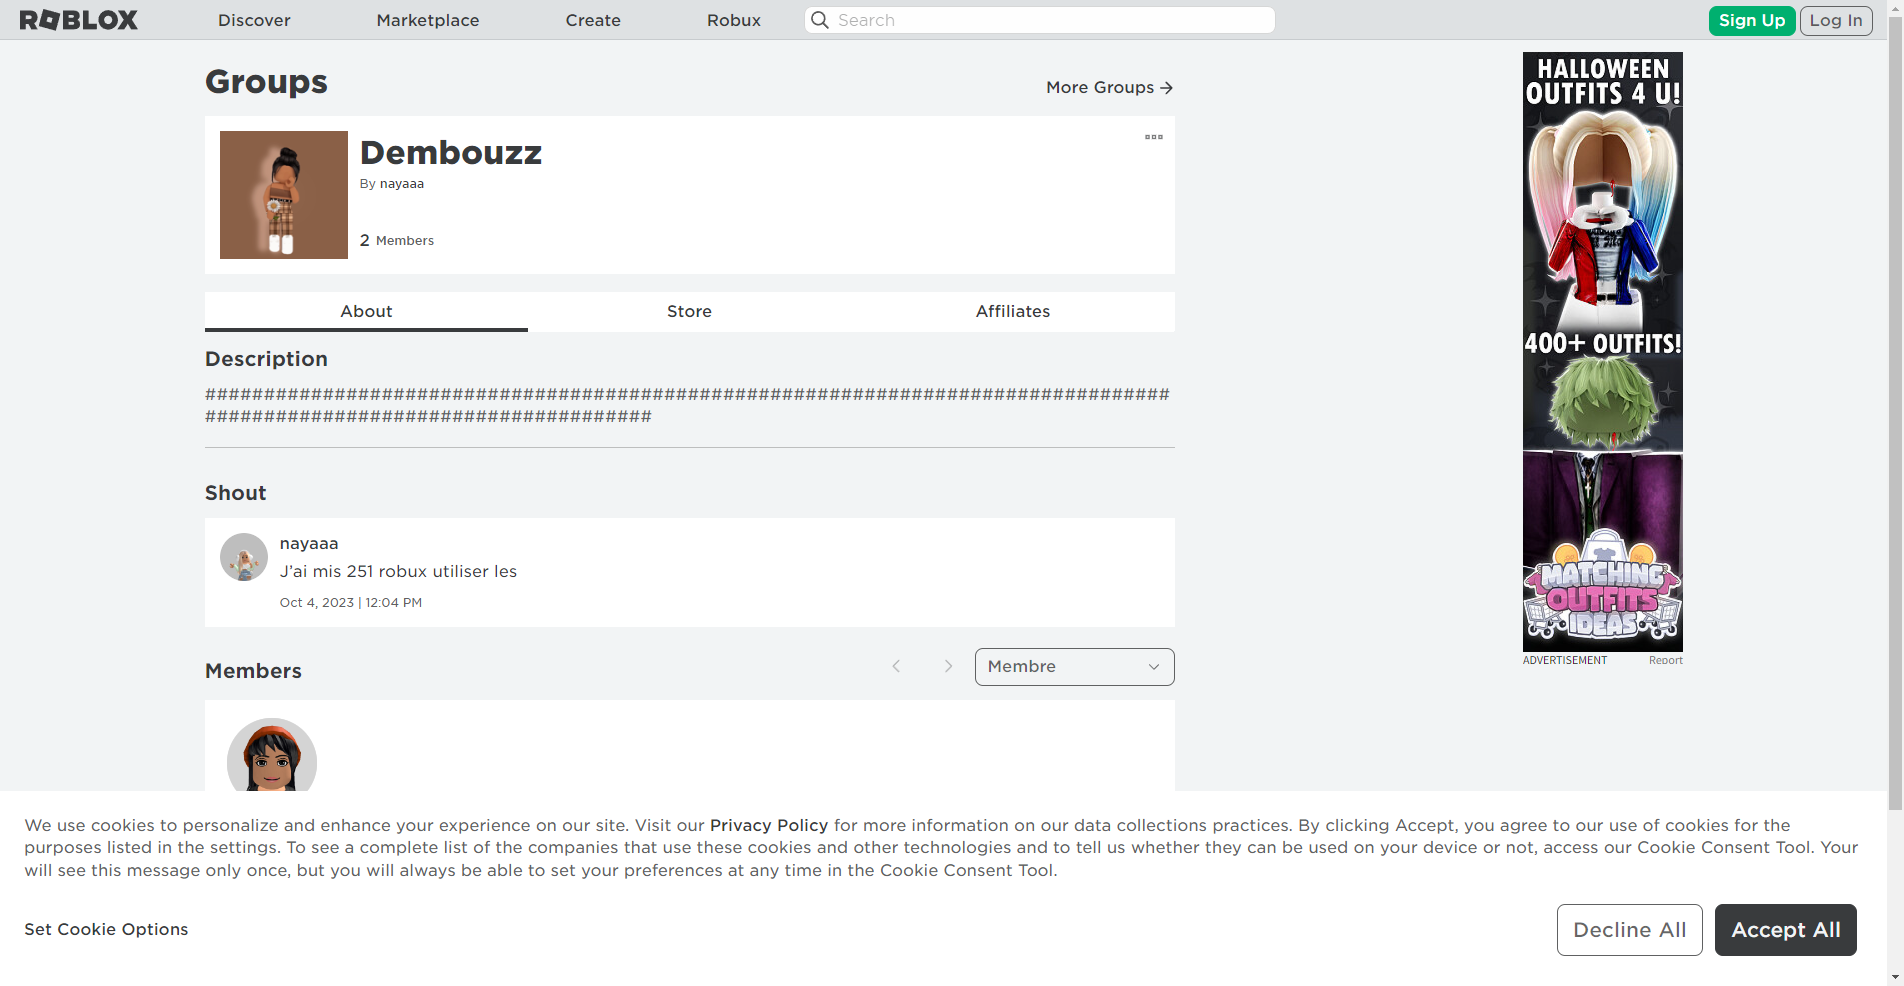 ROBLOX
Discover
Marketplace
Create
Robux
Search
Sign Up
Log In
Groups
More Groups
Dembouzz
By nayaaa
2 Members
About
Store
Affiliates
Description
##################################################################################
######################################
Shout
nayaaa
J'ai mis 251 robux utiliser les
Oct 4, 2023 | 12:04 PM
Members
Membre
HALLOWEEN
OUTFITS 4 U!
400+ OUTFITS!
MATCHING
OUTFITS
IDEAS
ADVERTISEMENT
Report
We use cookies to personalize and enhance your experience on our site. Visit our Privacy Policy for more information on our data collections practices. By clicking Accept, you agree to our use of cookies for the
purposes listed in the settings. To see a complete list of the companies that use these cookies and other technologies and to tell us whether they can be used on your device or not, access our Cookie Consent Tool. Your
will see this message only once, but you will always be able to set your preferences at any time in the Cookie Consent Tool.
Set Cookie Options
Decline All
Accept All